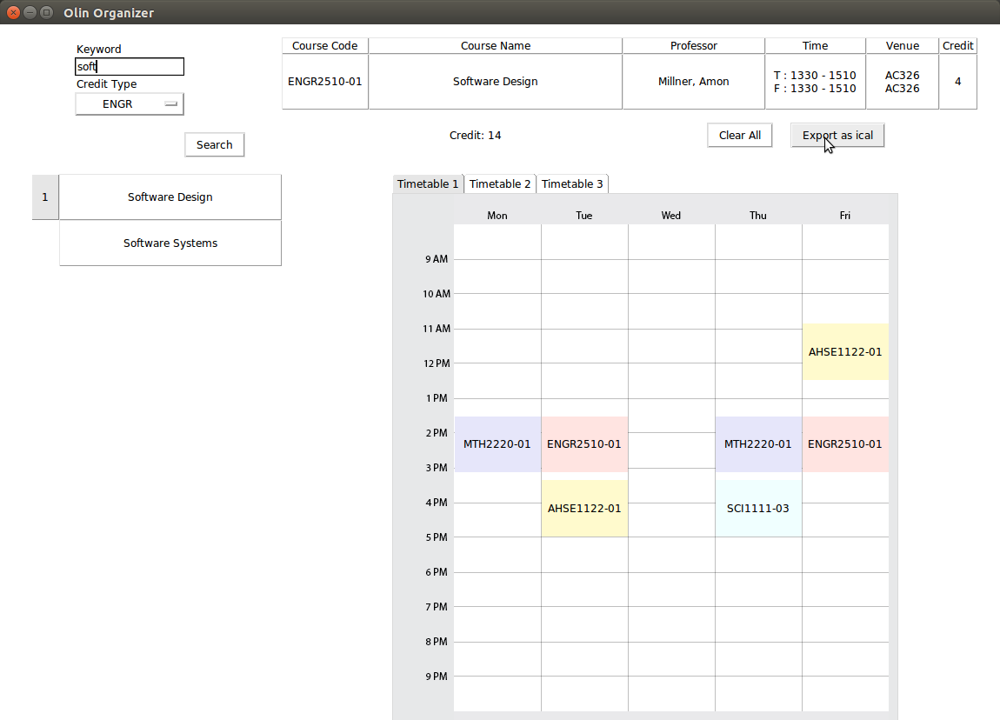 Olin Organizer
Keyword
soft
Credit Type
ENGR
Search
Course Code Course Name Professor Time Venue Credit
ENGR2510-01 Software Design Millner, Amon T : 1330 - 1510 AC326 4
F : 1330 - 1510 AC326
Credit: 14 Clear All Export as ical
1 Software Design
Software Systems
Timetable 1 Timetable 2 Timetable 3
Mon Tue Wed Thu Fri
9 AM
10 AM
11 AM
AHSE1122-01
12 PM
1 PM
2 PM
MTH2220-01 ENGR2510-01 MTH2220-01 ENGR2510-01
3 PM
4 PM
AHSE1122-01 SCI1111-03
5 PM
6 PM
7 PM
8 PM
9 PM